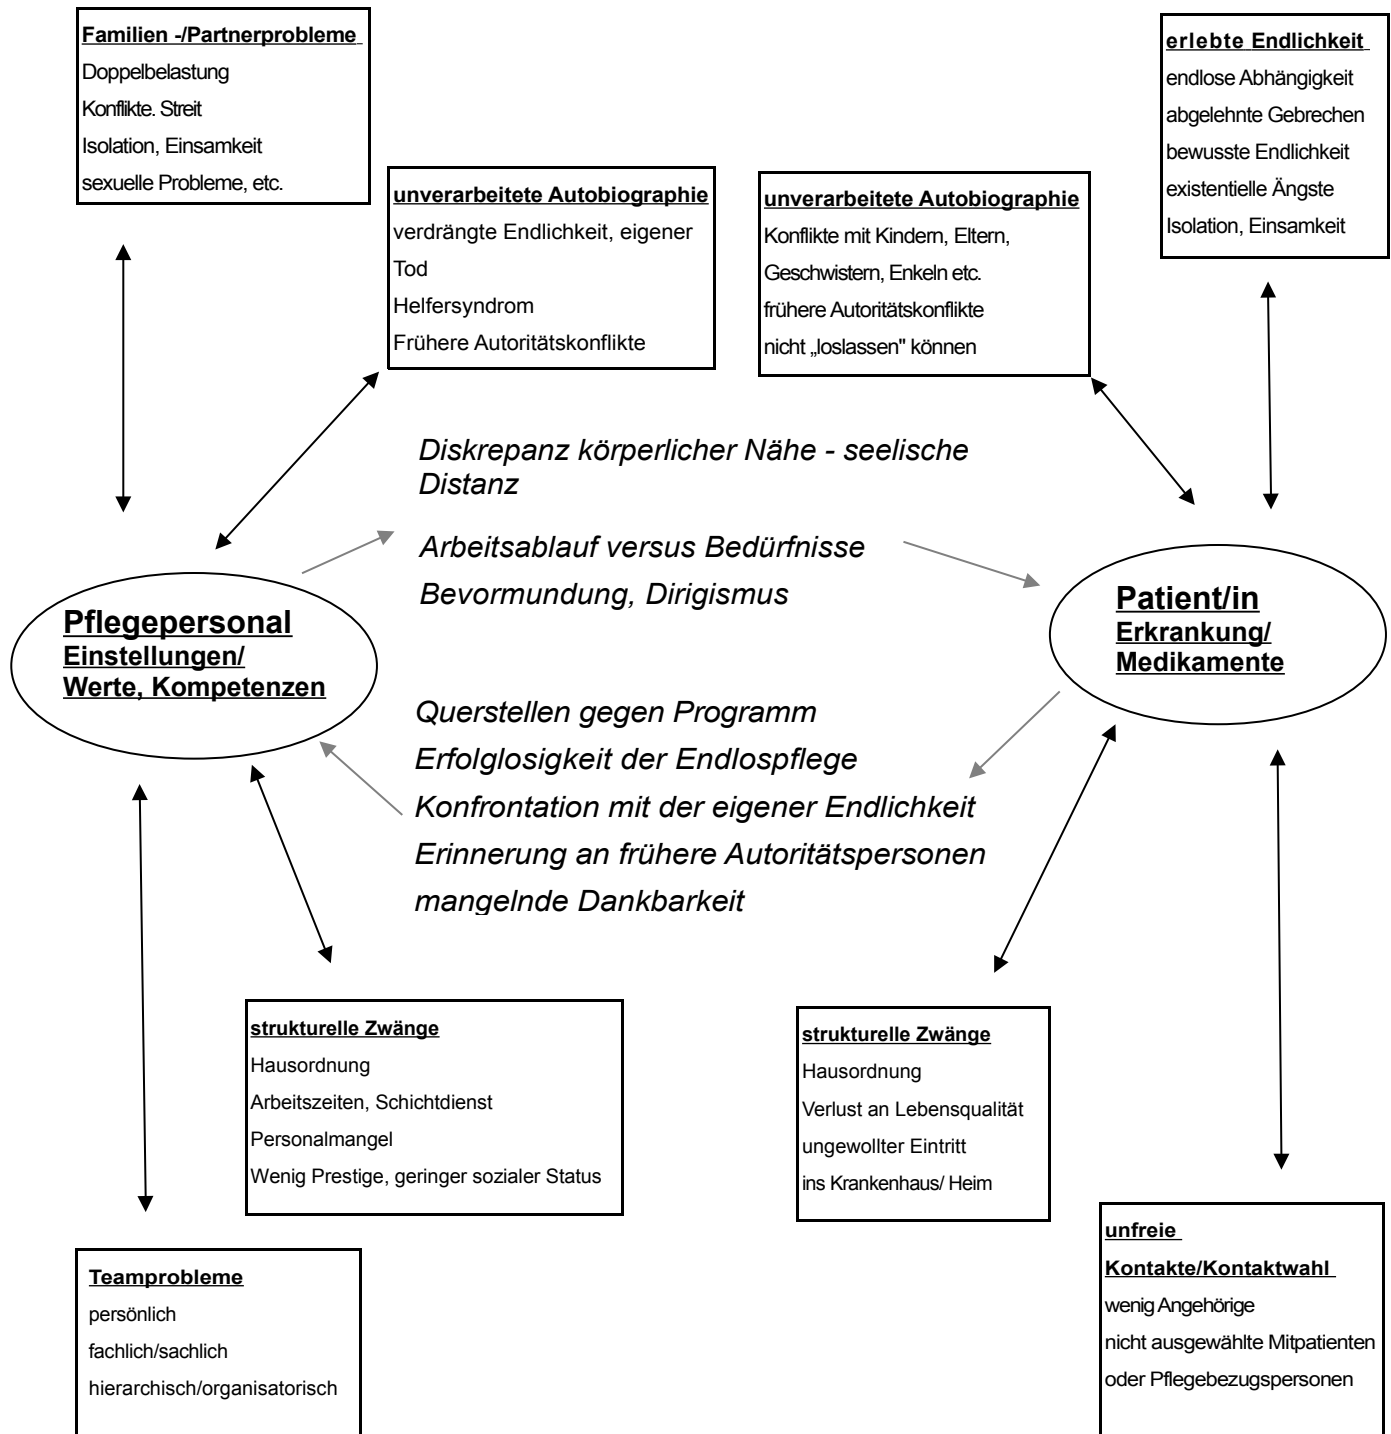 Familien -/Partnerprobleme
Doppelbelastung
Konflikte. Streit
Isolation, Einsamkeit
sexuelle Probleme, etc.
erlebte Endlichkeit
endlose Abhängigkeit
abgelehnte Gebrechen
bewusste Endlichkeit
existentielle Ängste
Isolation, Einsamkeit
unverarbeitete Autobiographie
verdrängte Endlichkeit, eigener
Tod
Helfersyndrom
Frühere Autoritätskonflikte
unverarbeitete Autobiographie
Konflikte mit Kindern, Eltern,
Geschwistern, Enkeln etc.
frühere Autoritätskonflikte
nicht „loslassen" können
Diskrepanz körperlicher Nähe - seelische
Distanz
Arbeitsablauf versus Bedürfnisse
Bevormundung, Dirigismus
Pflegepersonal
Einstellungen/
Werte, Kompetenzen
Patient/in
Erkrankung/
Medikamente
Querstellen gegen Programm
Erfolglosigkeit der Endlospflege
Konfrontation mit der eigener Endlichkeit
Erinnerung an frühere Autoritätspersonen
mangelnde Dankbarkeit
strukturelle Zwänge
Hausordnung
Arbeitszeiten, Schichtdienst
Personalmangel
Wenig Prestige, geringer sozialer Status
strukturelle Zwänge
Hausordnung
Verlust an Lebensqualität
ungewollter Eintritt
ins Krankenhaus/ Heim
Teamprobleme
persönlich
fachlich/sachlich
hierarchisch/organisatorisch
unfreie
Kontakte/Kontaktwahl
wenig Angehörige
nicht ausgewählte Mitpatienten
oder Pflegebezugspersonen